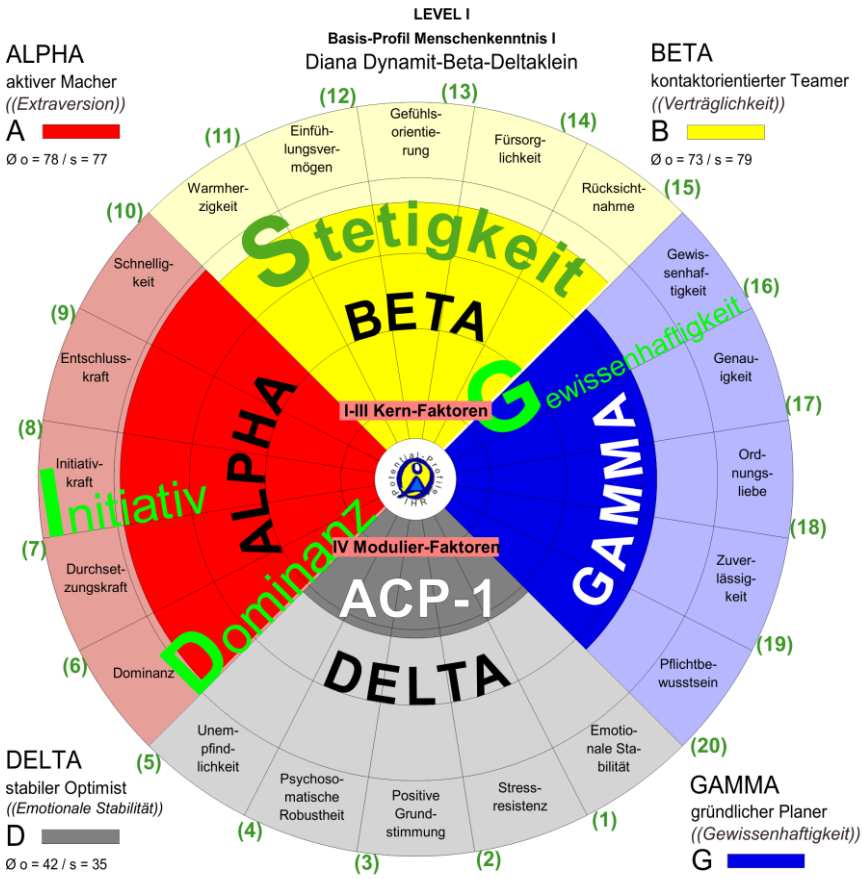 LEVEL I
Basis-Profil Menschenkenntnis I
Diana Dynamit-Beta-Deltaklein
ALPHA
aktiver Macher
((Extraversion))
A
Ø o = 78 / s = 77
BETA
kontaktorientierter Teamer
((Verträglichkeit))
B
Ø o = 73 / s = 79
(11)
(12)
(13)
(14)
(15)
Warmher-
zigkeit
Einfüh-
lungsver-
mögen
Gefühls-
orientie-
rung
Fürsorg-
lichkeit
Rücksicht-
nahme
(10)
(9)
(8)
(7)
(6)
Schnellig-
keit
Entschluss-
kraft
Initiativ-
kraft
Durchset-
zungskraft
Dominanz
Stetigkeit
BETA
Gewissenhaftigkeit
ALPHA
Initiativ
Dominanz
I-III Kern-Faktoren
Potential-Profile
IHR
IV Modulier-Faktoren
ACP-1
GAMMA
DELTA
Gewis-
senhaf-
tigkeit
(16)
Genau-
igkeit
(17)
Ord-
nungs-
liebe
(18)
Zuver-
lässig-
keit
(19)
Pflichtbe-
wusstsein
(20)
(5)
Unem-
pfind-
lichkeit
(4)
Psychoso-
matische
Robustheit
(3)
Positive
Grund-
stimmung
(2)
Stress-
resistenz
(1)
Emotio-
nale Sta-
bilität
DELTA
stabiler Optimist
((Emotionale Stabilität))
D
Ø o = 42 / s = 35
GAMMA
gründlicher Planer
((Gewissenhaftigkeit))
G